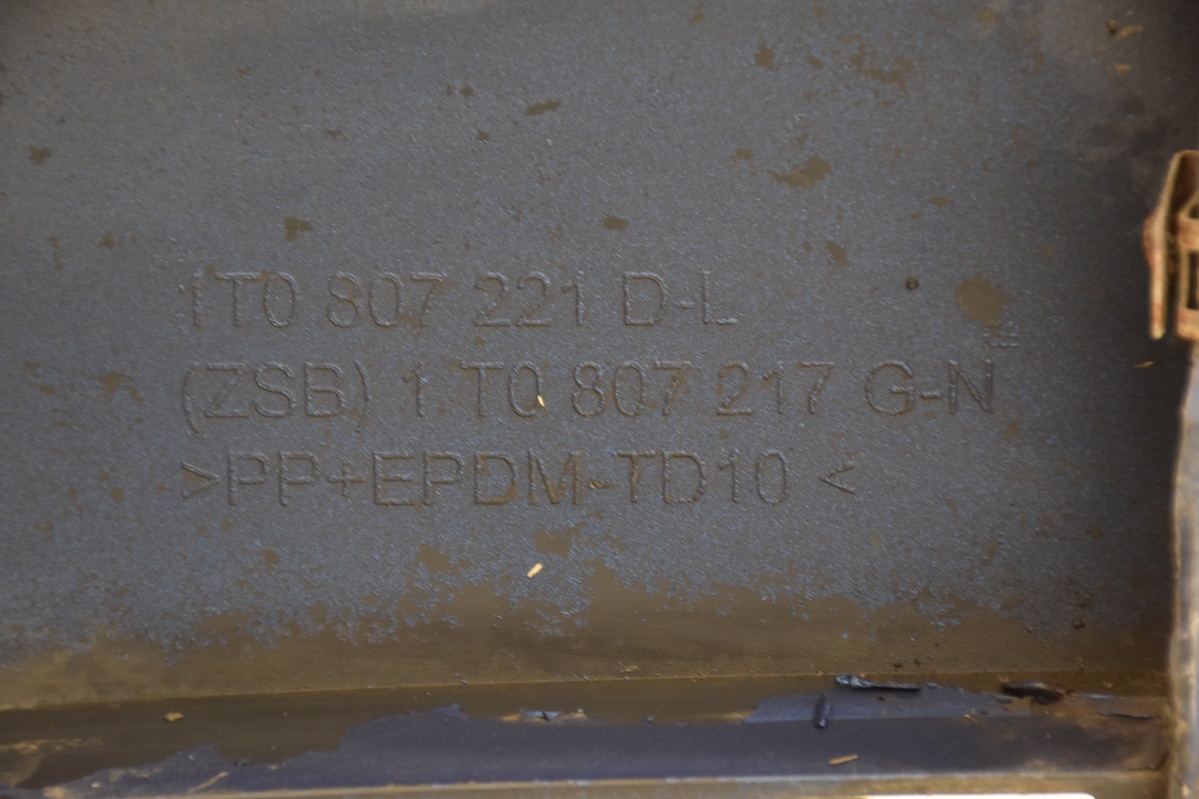 1T0 807 221 D-L
(ZSB) 1 T0 807 217 G-N
>PP+EPDM-TD10 <